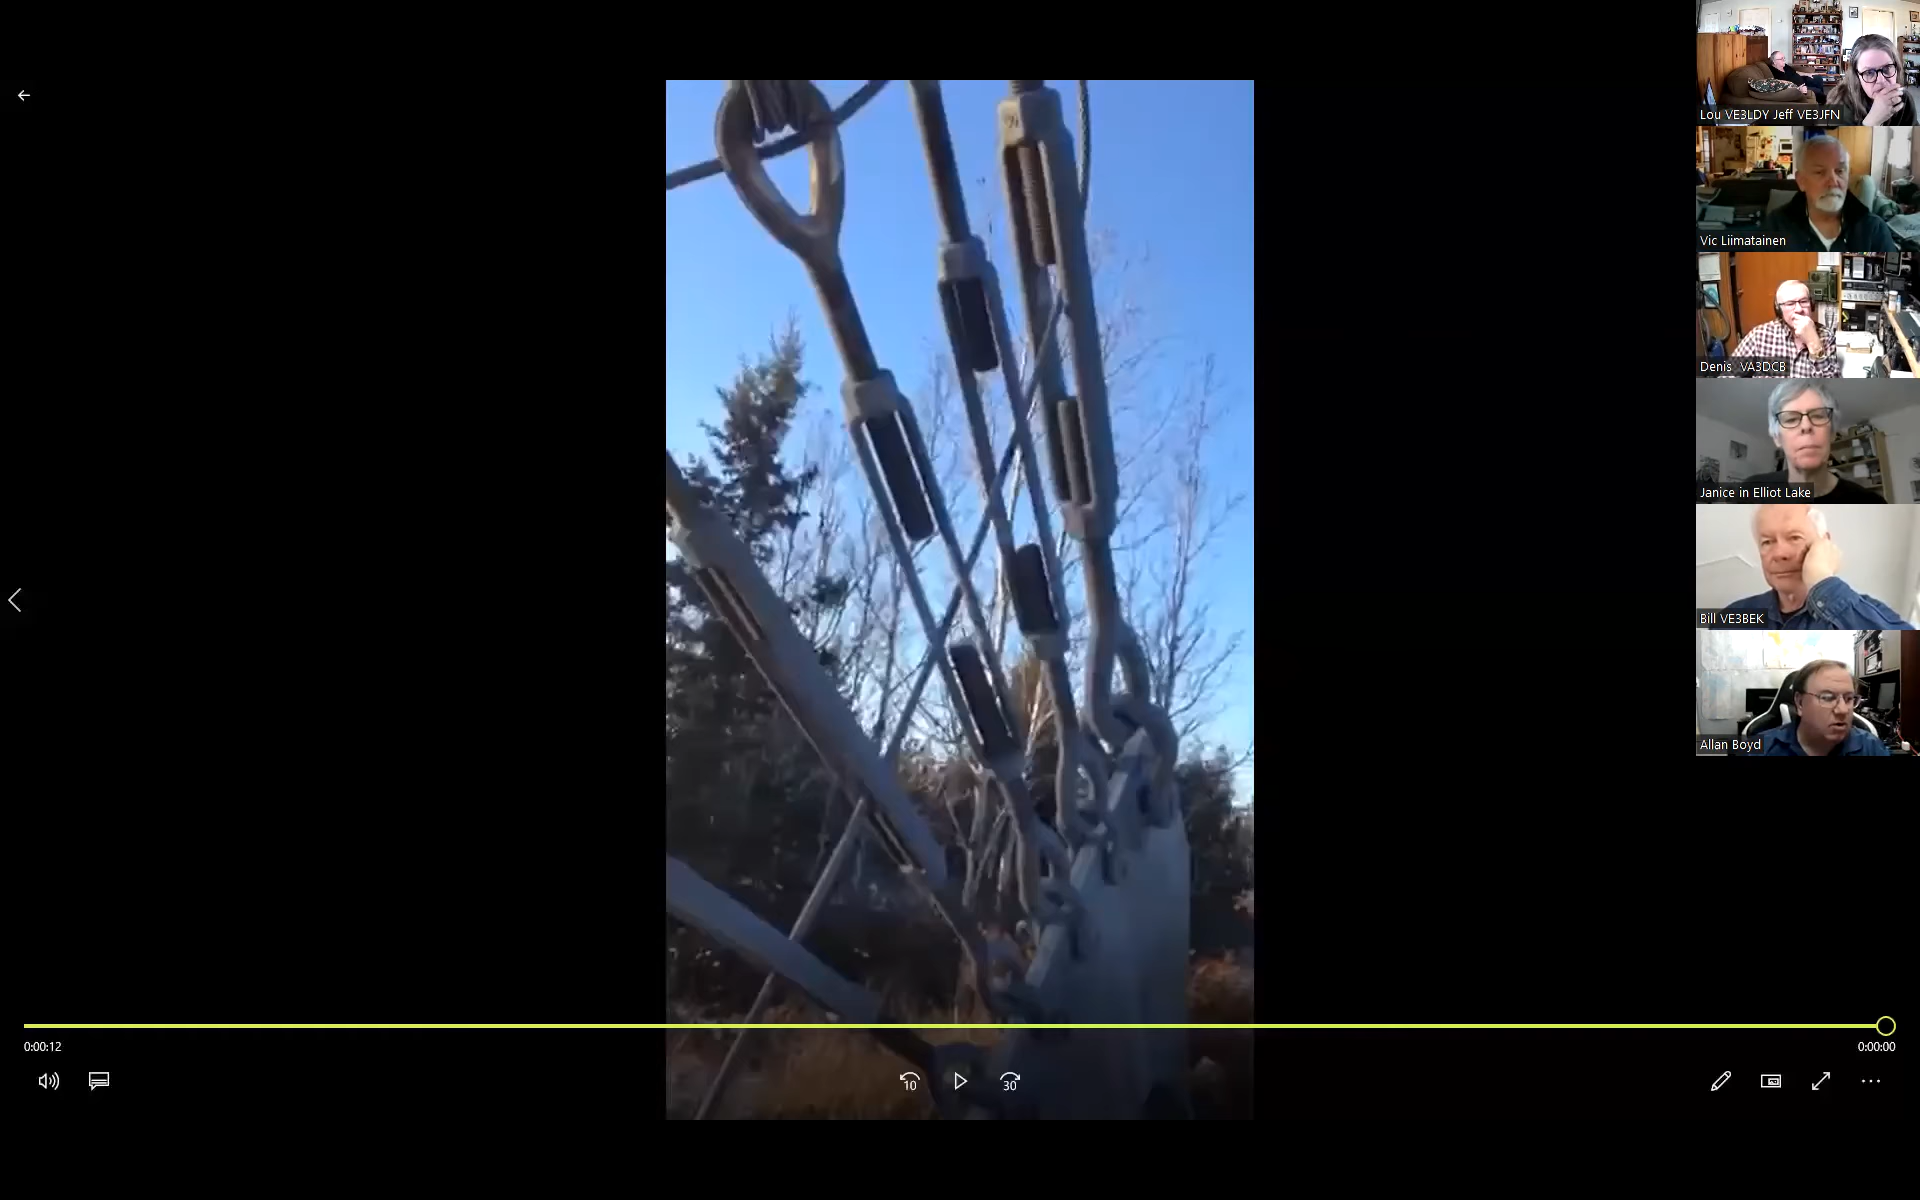 Lou VE3LDY Jeff VE3JFN
Vic Liimatainen
Denis VA3DCB
Janice in Elliot Lake
Bill VE3BEK
Allan Boyd
0:00:12
0:00:00
10
30